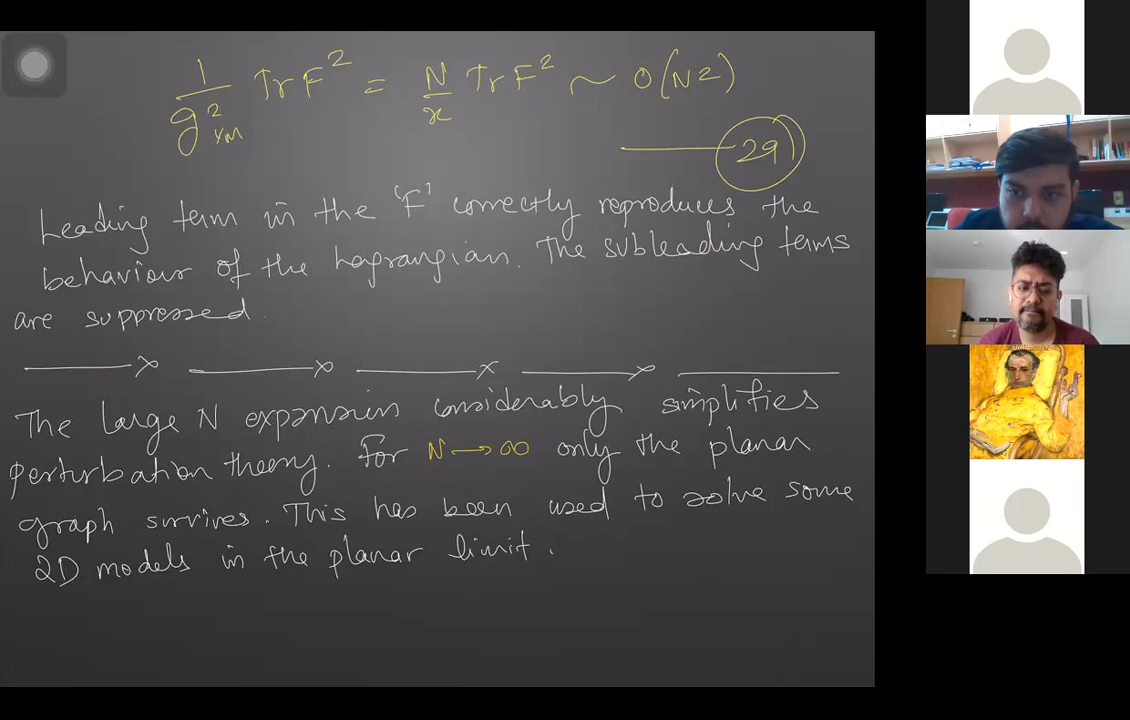 1/g²_YM Tr F² = N/x Tr F² ~ O(N2)
29
Leading term in the 'F' correctly reproduces the
behaviour of the Lagrangian. The subleading terms
are suppressed.
The large N expansion considerably simplifies
perturbation theory. For N → ∞ only the planar
graph survives. This has been used to solve some
2D models in the planar limit.